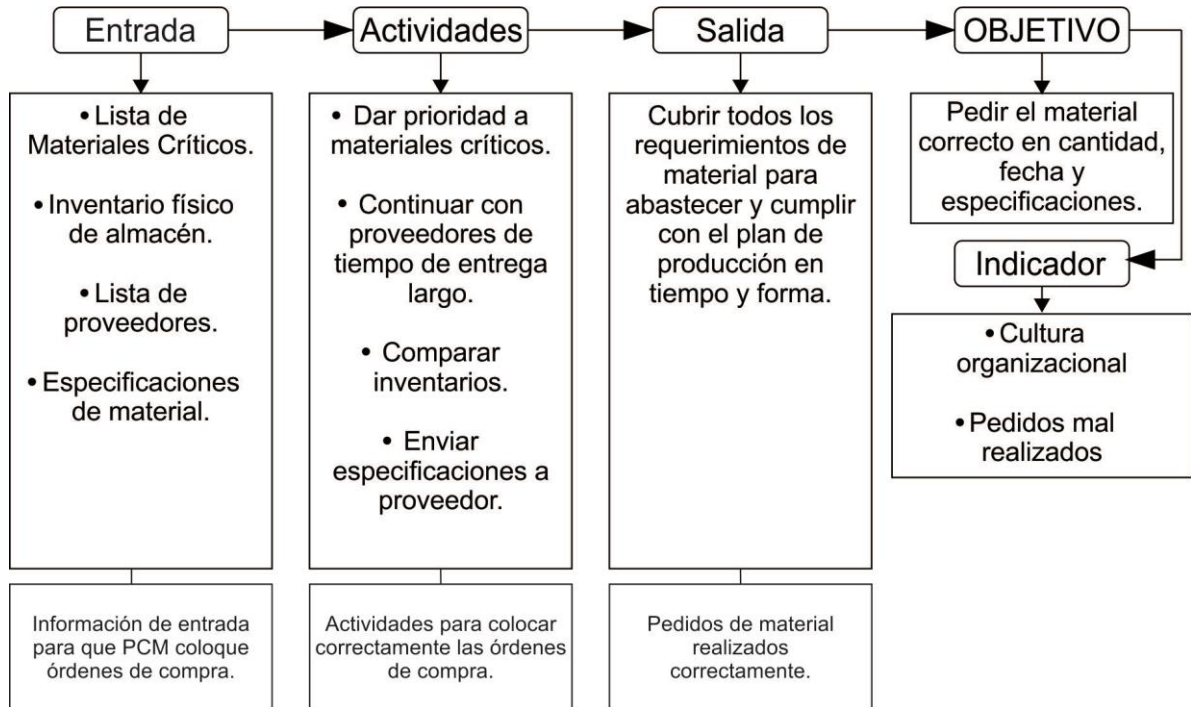 Entrada
Actividades
Salida
OBJETIVO
• Lista de
Materiales Críticos.
• Inventario físico
de almacén.
• Lista de
proveedores.
• Especificaciones
de material.
• Dar prioridad a
materiales críticos.
• Continuar con
proveedores de
tiempo de entrega
largo.
• Comparar
inventarios.
• Enviar
especificaciones a
proveedor.
Cubrir todos los
requerimientos de
material para
abastecer y cumplir
con el plan de
producción en
tiempo y forma.
Pedir el material
correcto en cantidad,
fecha y
especificaciones.
Indicador
• Cultura
organizacional
• Pedidos mal
realizados
Información de entrada
para que PCM coloque
órdenes de compra.
Actividades para colocar
correctamente las órdenes
de compra.
Pedidos de material
realizados
correctamente.